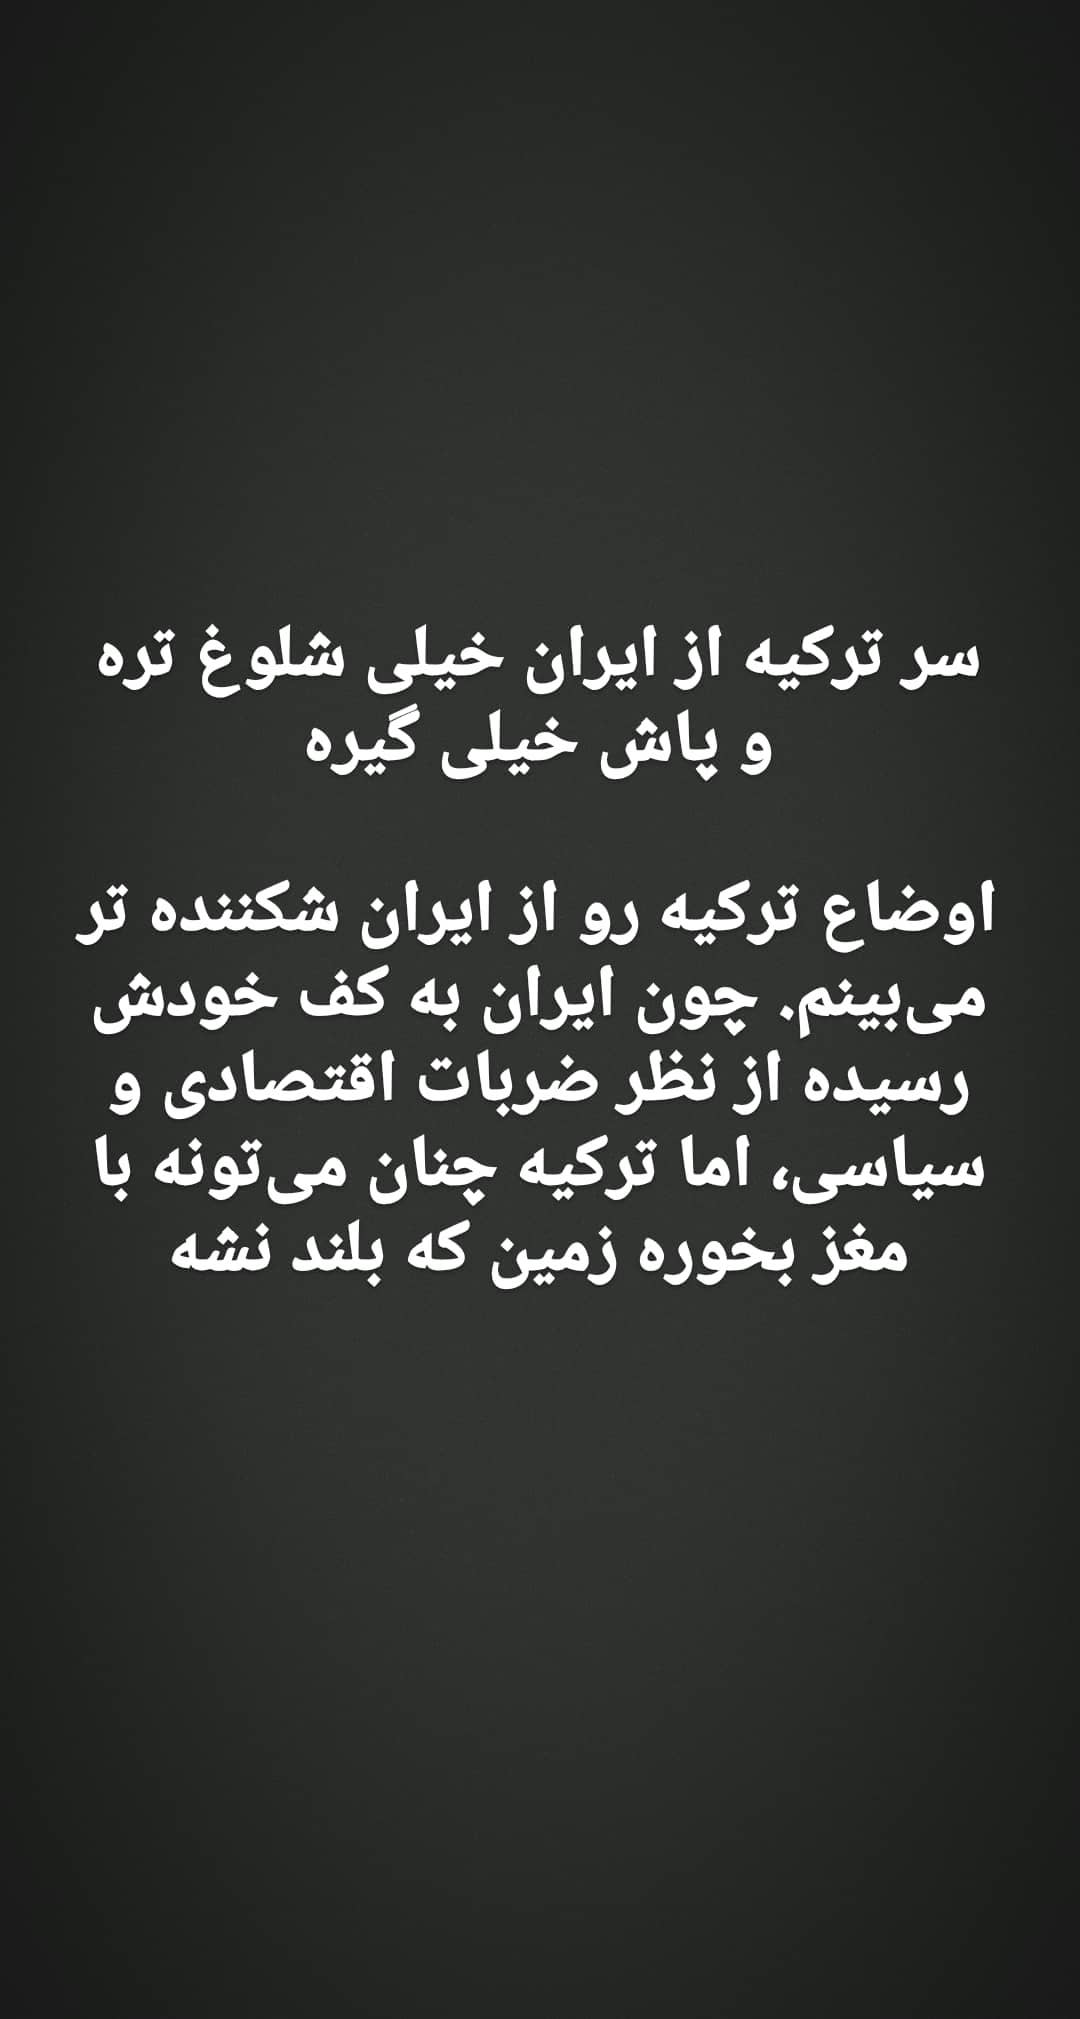 سر ترکیه از ایران خیلی شلوغ تره
و پاش خیلی گیره
اوضاع ترکیه رو از ایران شکننده تر
می‌بینم. چون ایران به کف خودش
رسیده از نظر ضربات اقتصادی و
سیاسی، اما ترکیه چنان می‌تونه با
مغز بخوره زمین که بلند نشه